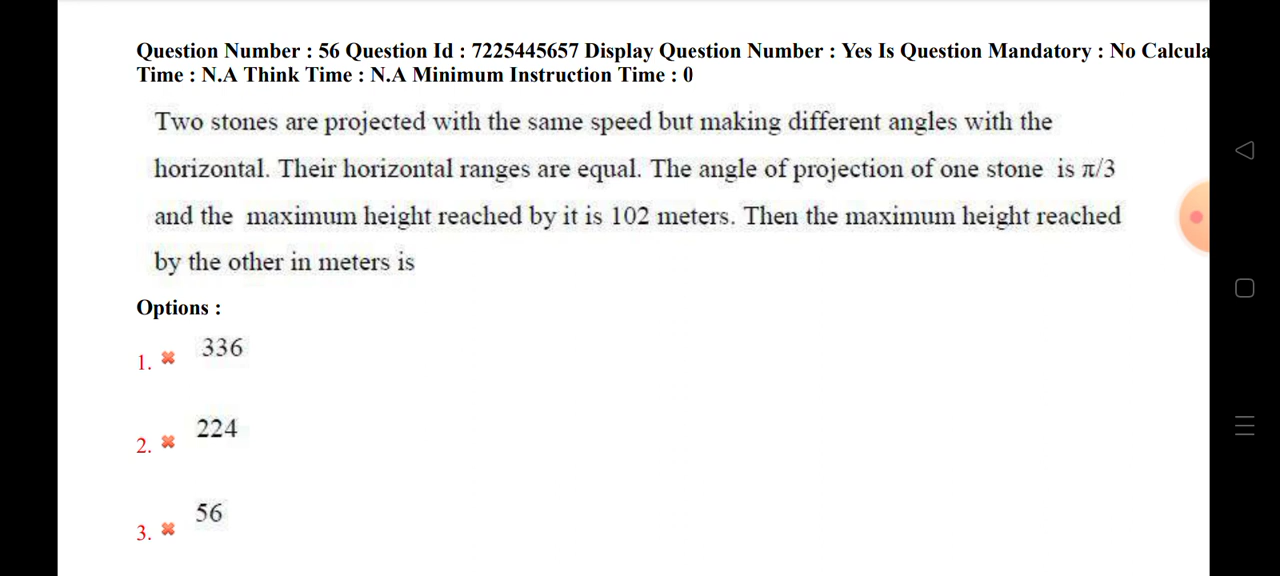 Question Number : 56 Question Id : 7225445657 Display Question Number : Yes Is Question Mandatory : No Calcula
Time : N.A Think Time : N.A Minimum Instruction Time : 0
Two stones are projected with the same speed but making different angles with the
horizontal. Their horizontal ranges are equal. The angle of projection of one stone is π/3
and the maximum height reached by it is 102 meters. Then the maximum height reached
by the other in meters is
Options :
1. ✖ 336
2. ✖ 224
3. ✖ 56